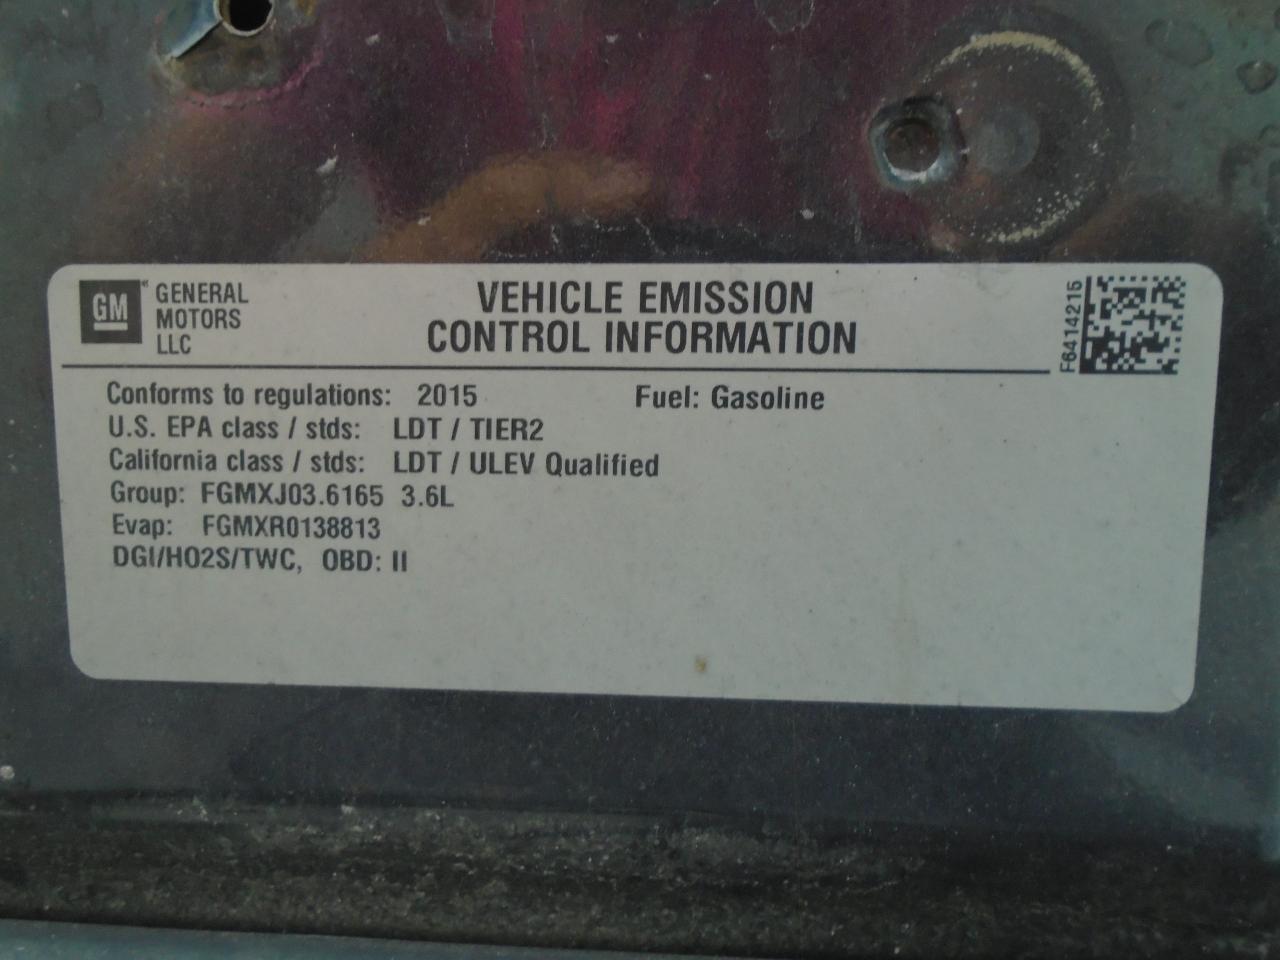 GM GENERAL
MOTORS
LLC
VEHICLE EMISSION
CONTROL INFORMATION
F6414215
Conforms to regulations: 2015 Fuel: Gasoline
U.S. EPA class / stds: LDT / TIER2
California class / stds: LDT / ULEV Qualified
Group: FGMXJ03.6165 3.6L
Evap: FGMXR0138813
DGI/HO2S/TWC, OBD: II